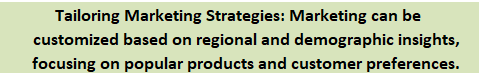 Tailoring Marketing Strategies: Marketing can be
customized based on regional and demographic insights,
focusing on popular products and customer preferences.